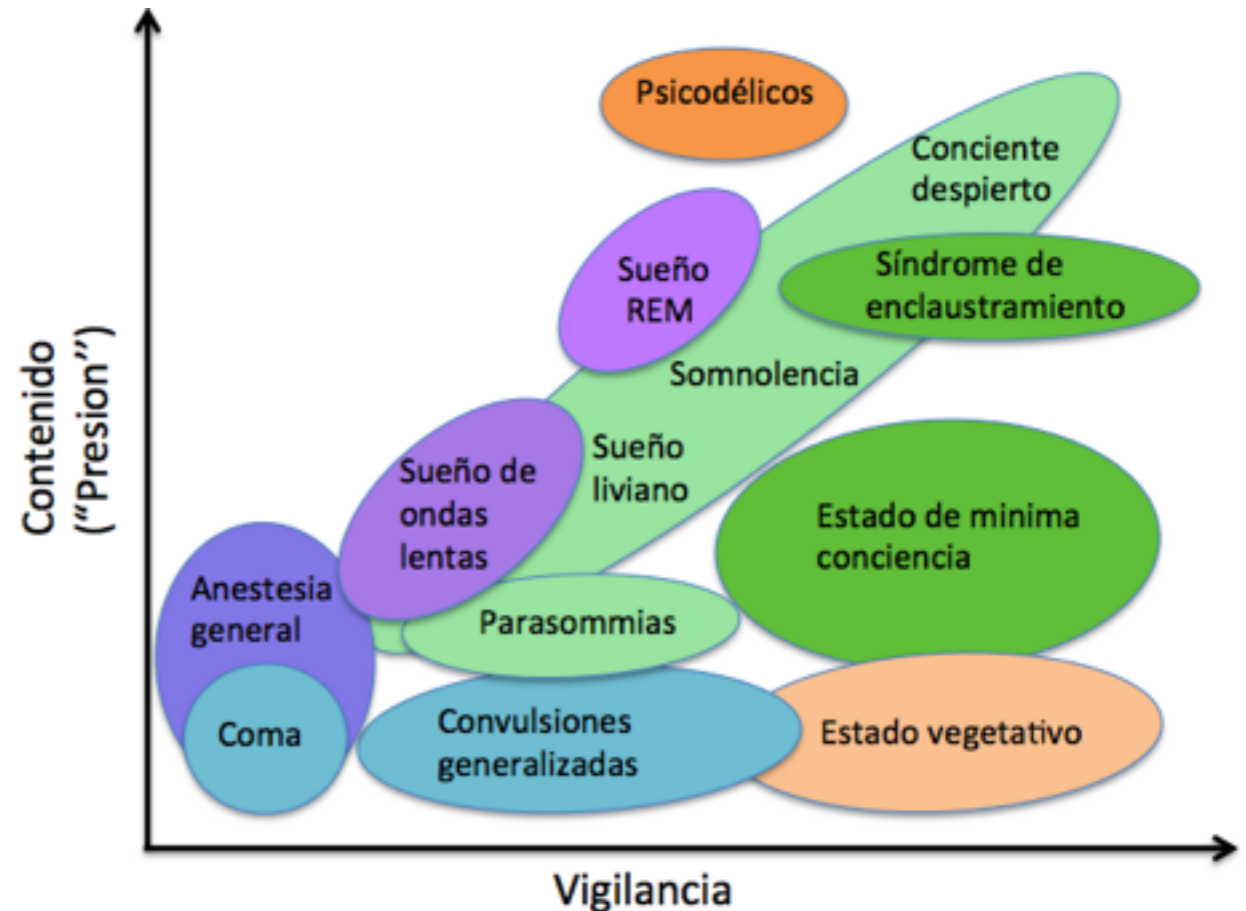 Psicodélicos
Conciente
despierto
Sueño
REM
Síndrome de
enclaustramiento
Somnolencia
Contenido
(“Presion”)
Sueño de
ondas
lentas
Sueño
liviano
Estado de minima
conciencia
Anestesia
general
Parasommias
Coma
Convulsiones
generalizadas
Estado vegetativo
Vigilancia